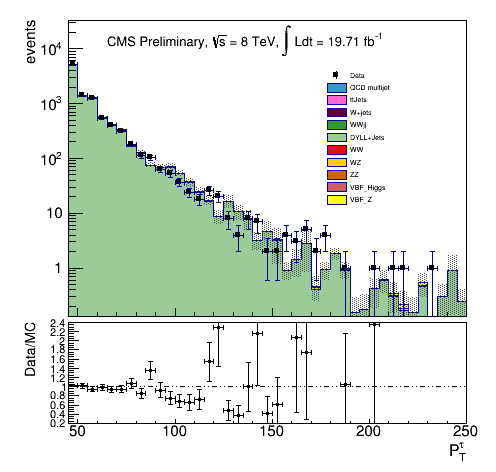 events
CMS Preliminary, √s = 8 TeV, ∫ Ldt = 19.71 fb⁻¹
10⁴
10³
10²
10
1
Data
QCD multijet
ttJets
W+jets
WWjj
DYLL+Jets
WW
WZ
ZZ
VBF_Higgs
VBF_Z
Data/MC
2.4
2.2
2
1.8
1.6
1.4
1.2
1
0.8
0.6
0.4
0.2
50 100 150 200 250
P_T^τ